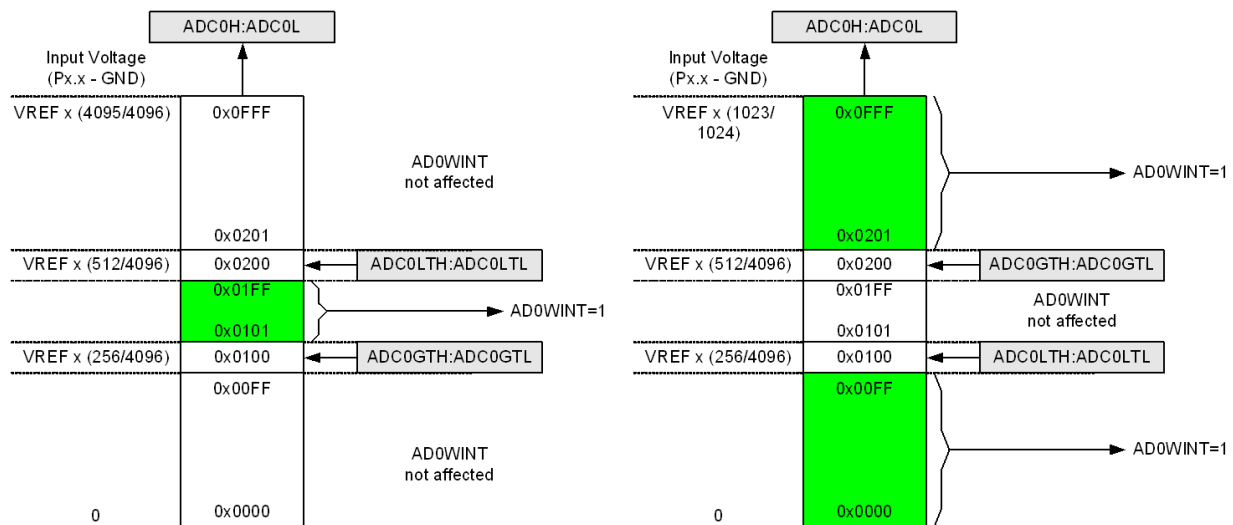 ADC0H:ADC0L
Input Voltage
(Px.x - GND)
VREF x (4095/4096)
0x0FFF
AD0WINT
not affected
0x0201
VREF x (512/4096)
0x0200
ADC0LTH:ADC0LTL
0x01FF
AD0WINT=1
0x0101
VREF x (256/4096)
0x0100
ADC0GTH:ADC0GTL
0x00FF
AD0WINT
not affected
0
0x0000
ADC0H:ADC0L
Input Voltage
(Px.x - GND)
VREF x (1023/
1024)
0x0FFF
AD0WINT=1
0x0201
VREF x (512/4096)
0x0200
ADC0GTH:ADC0GTL
0x01FF
AD0WINT
not affected
0x0101
VREF x (256/4096)
0x0100
ADC0LTH:ADC0LTL
0x00FF
AD0WINT=1
0
0x0000